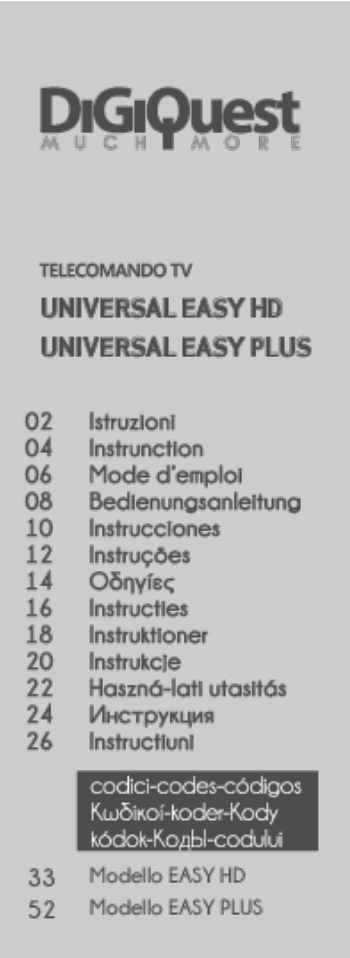 DiGiQuest
MUCH MORE
TELECOMANDO TV
UNIVERSAL EASY HD
UNIVERSAL EASY PLUS
02 Istruzioni
04 Instrunction
06 Mode d'emploi
08 Bedienungsanleitung
10 Instrucciones
12 Instruções
14 Οδηγίες
16 Instructies
18 Instruktioner
20 Instrukcje
22 Haszná-lati utasitás
24 Инструкция
26 Instructiuni
codici-codes-códigos
Κωδικοί-koder-Kody
kódok-КодЫ-codului
33 Modello EASY HD
52 Modello EASY PLUS